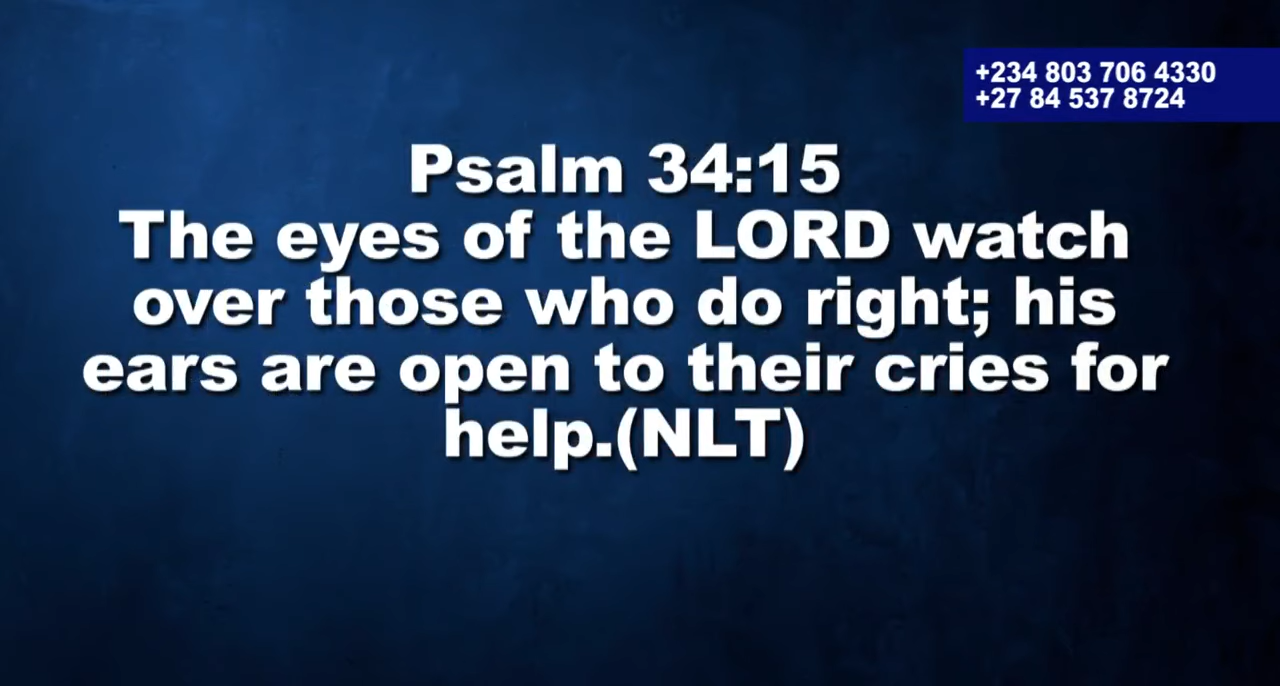 +234 803 706 4330
+27 84 537 8724
Psalm 34:15
The eyes of the LORD watch
over those who do right; his
ears are open to their cries for
help.(NLT)